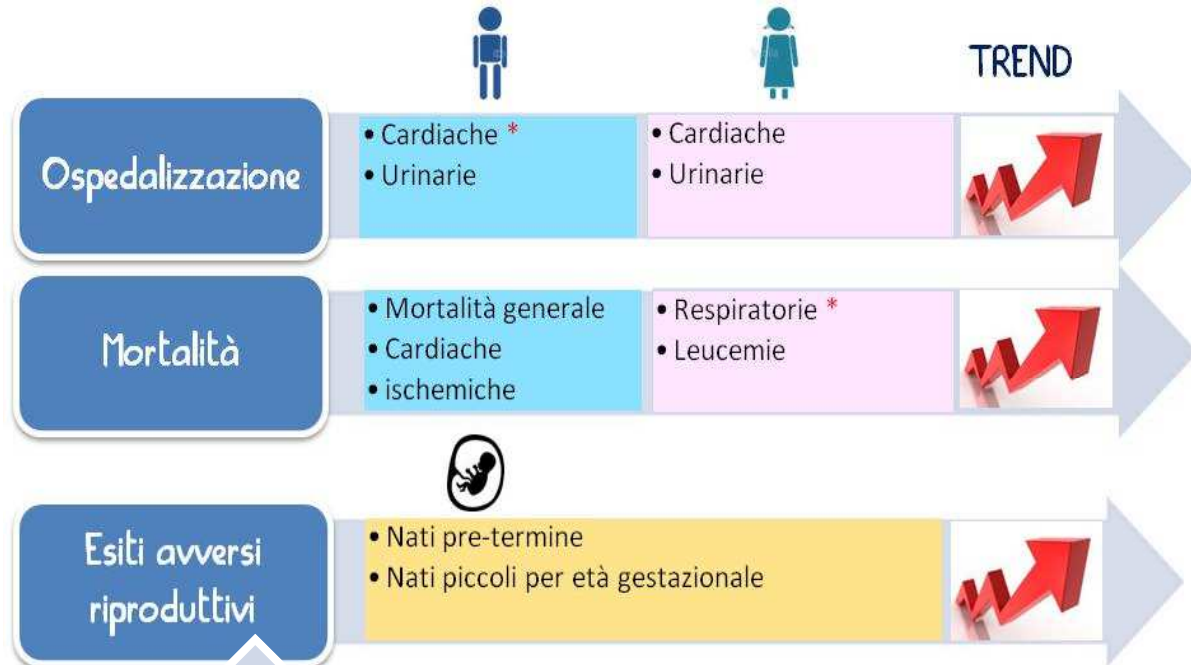 TREND
Ospedalizzazione
• Cardiache *
• Urinarie
• Cardiache
• Urinarie
Mortalità
• Mortalità generale
• Cardiache
• ischemiche
• Respiratorie *
• Leucemie
Esiti avversi
riproduttivi
• Nati pre-termine
• Nati piccoli per età gestazionale